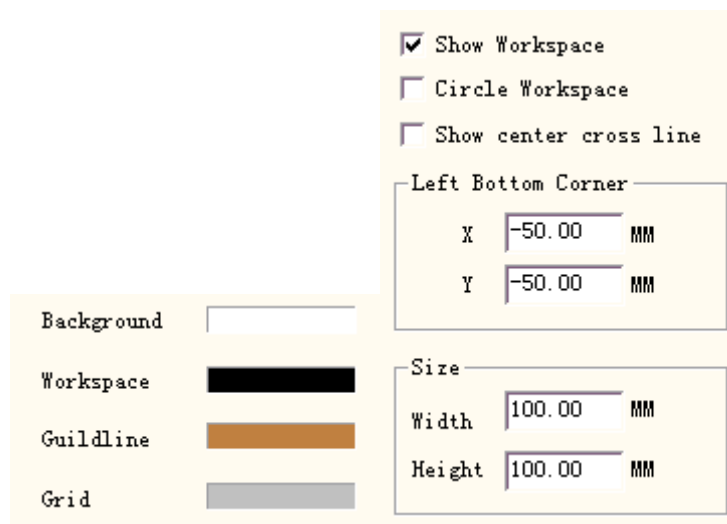 Show Workspace
Circle Workspace
Show center cross line
Left Bottom Corner
X -50.00 MM
Y -50.00 MM
Background
Workspace
Guildline
Grid
Size
Width 100.00 MM
Height 100.00 MM